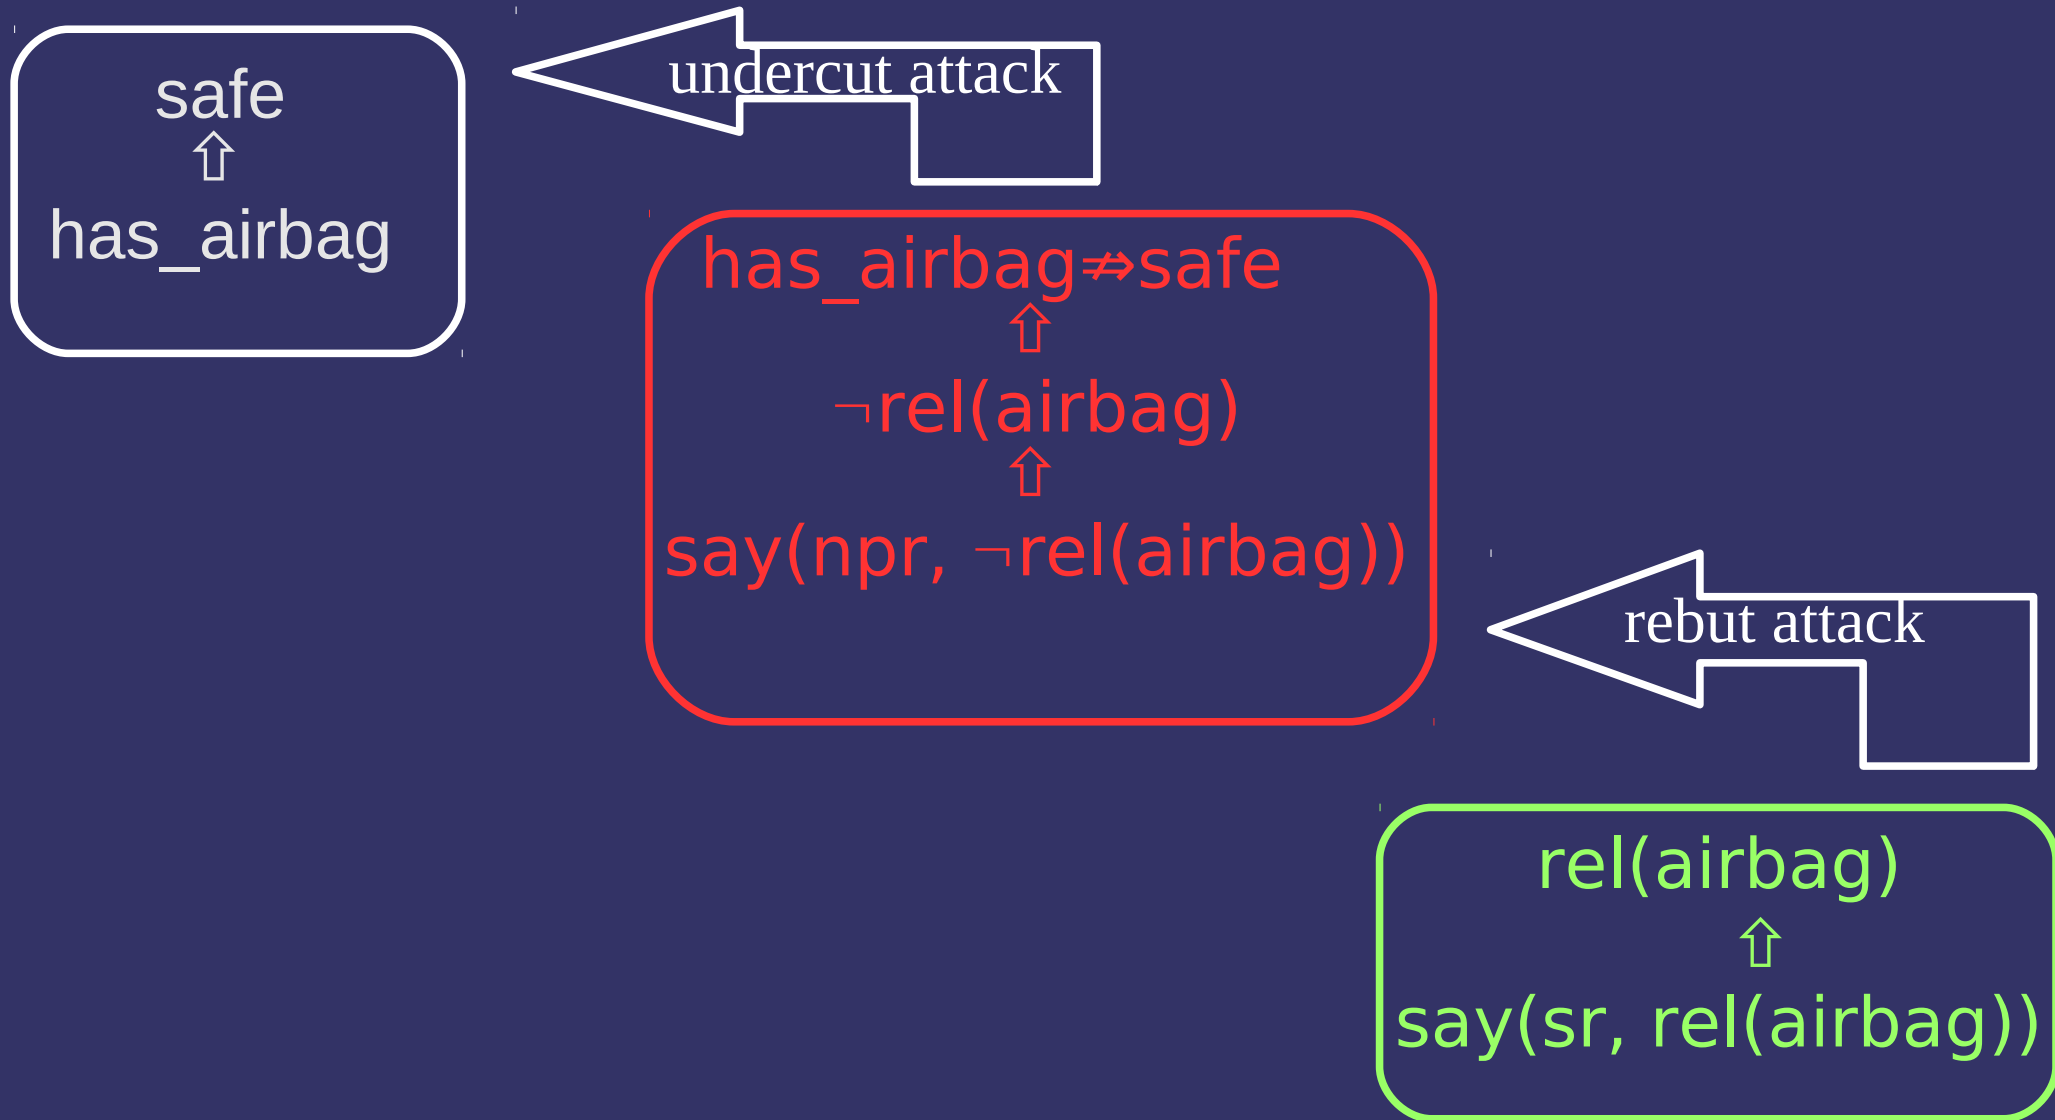 safe
⇧
has_airbag
undercut attack
has_airbag⇏safe
⇧
¬rel(airbag)
⇧
say(npr, ¬rel(airbag))
rebut attack
rel(airbag)
⇧
say(sr, rel(airbag))